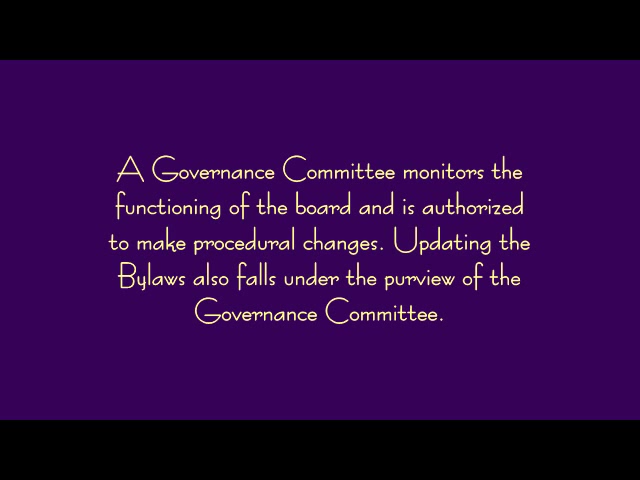 A Governance Committee monitors the
functioning of the board and is authorized
to make procedural changes. Updating the
Bylaws also falls under the purview of the
Governance Committee.